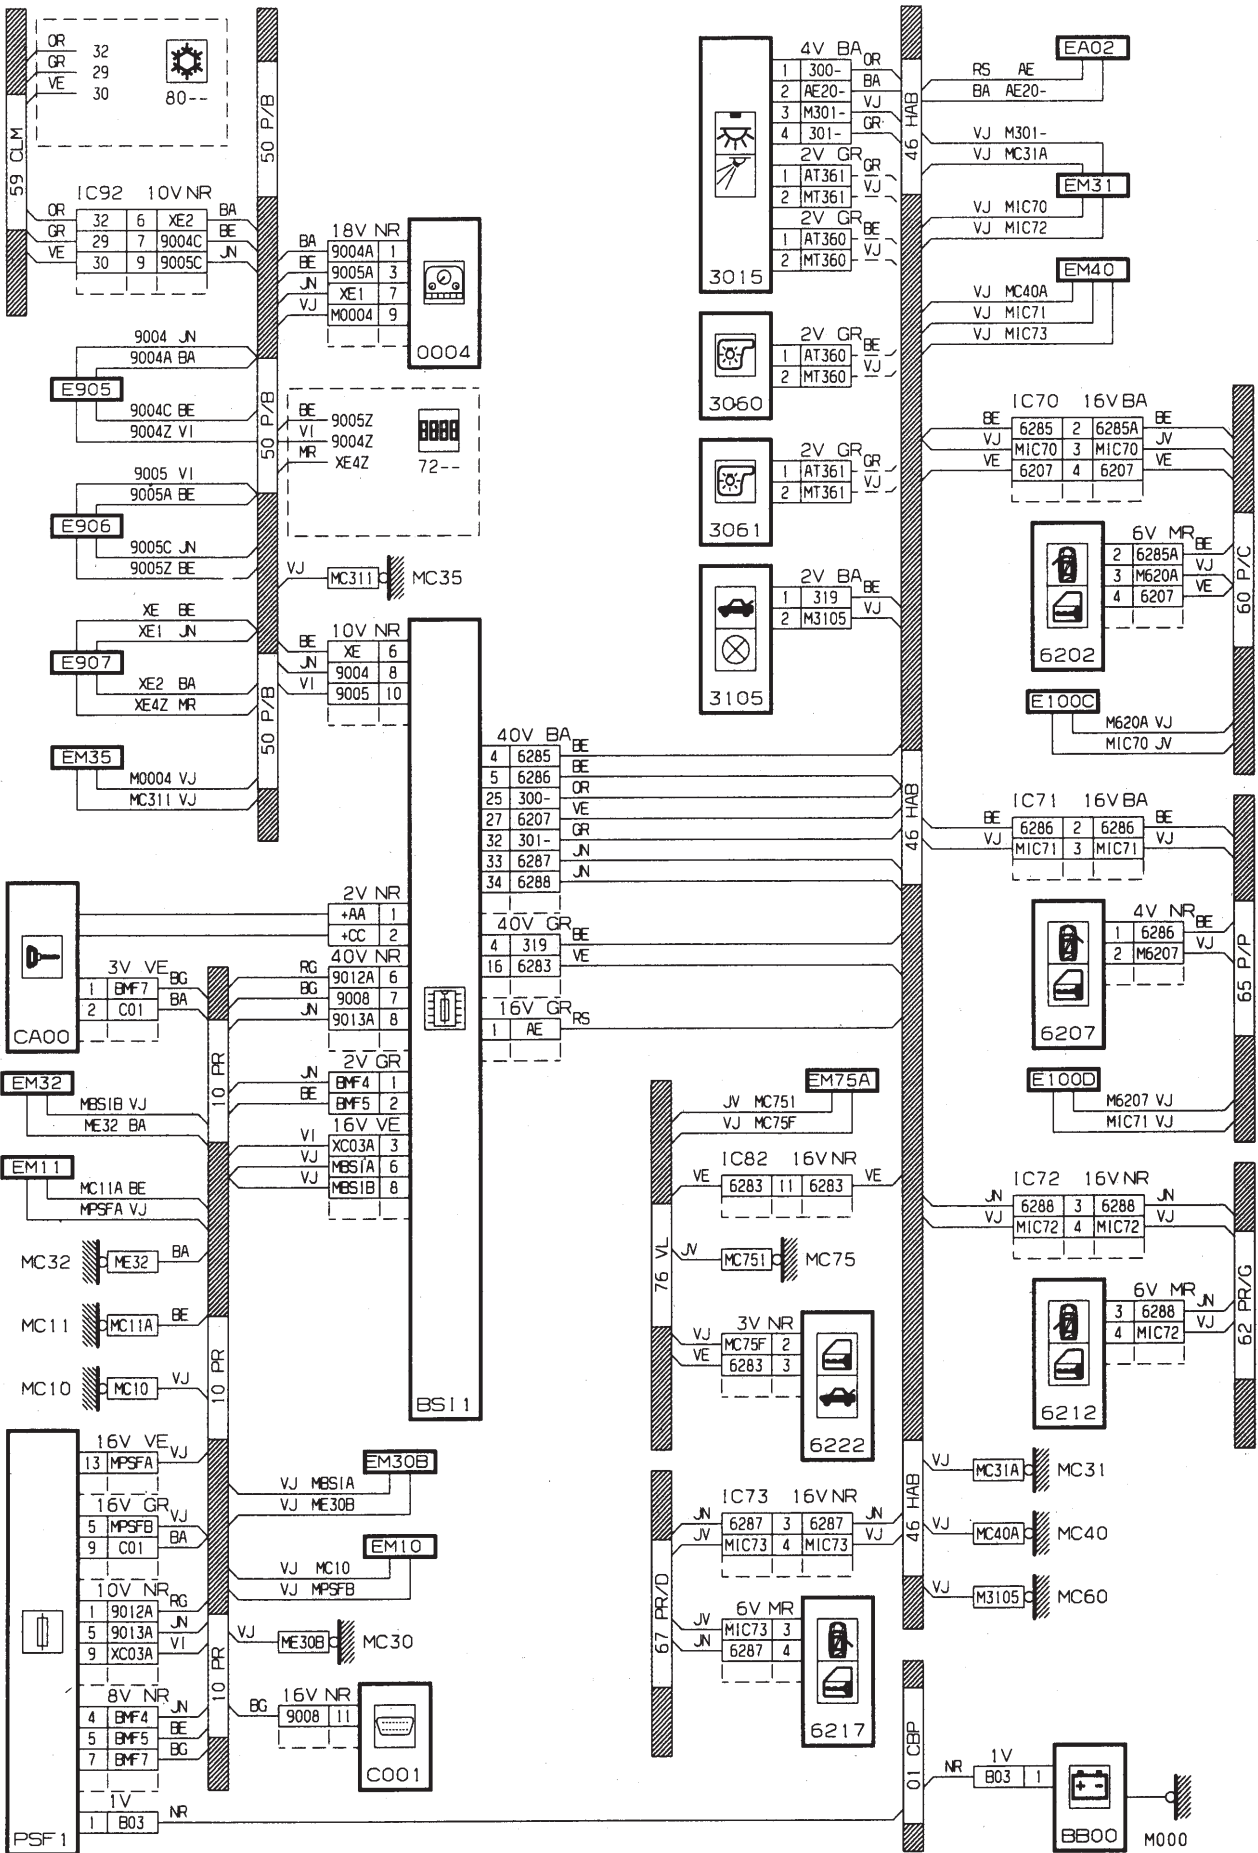 OR 32
GR 29
VE 30
80--
59 CLM
50 P/B
IC92 10V NR
OR 32 6 XE2 BA
GR 29 7 9004C BE
VE 30 9 9005C JN
18V NR
BA 9004A 1
BE 9005A 3
JN XE1 7
VJ M0004 9
0004
9004 JN
9004A BA
E905
9004C BE
9004Z VI
50 P/B
BE 9005Z
VI 9004Z
MR XE4Z
72--
9005 VI
9005A BE
E906
9005C JN
9005Z BE
VJ MC311 MC35
XE BE
XE1 JN
E907
XE2 BA
XE4Z MR
50 P/B
10V NR
BE XE 6
JN 9004 8
VI 9005 10
EM35
M0004 VJ
MC311 VJ
40V BA
4 6285 BE
5 6286 BE
25 300- OR
27 6207 VE
32 301- GR
33 6287 JN
34 6288 JN
40V GR
4 319 BE
16 6283 VE
16V GR
1 AE RS
2V NR
+AA 1
+CC 2
40V NR
RG 9012A 6
BG 9008 7
JN 9013A 8
2V GR
JN BMF4 1
BE BMF5 2
16V VE
VI XC03A 3
VJ MBSIA 6
VJ MBSIB 8
BSI1
3V VE
1 BMF7 BG
2 C01 BA
CA00
10 PR
EM32
MBSIB VJ
ME32 BA
EM11
MC11A BE
MPSFA VJ
MC32 ME32 BA
MC11 MC11A BE
MC10 MC10 VJ
10 PR
16V VE
13 MPSFA VJ
16V GR
5 MPSFB VJ
9 C01 BA
10V NR
1 9012A RG
5 9013A JN
9 XC03A VI
8V NR
4 BMF4 JN
5 BMF5 BE
7 BMF7 BG
1V
1 B03 NR
PSF1
EM30B
VJ MBSIA
VJ ME30B
EM10
VJ MC10
VJ MPSFB
10 PR
VJ ME30B MC30
16V NR
BG 9008 11
C001
4V BA
1 300- OR
2 AE20- BA
3 M301- VJ
4 301- GR
2V GR
1 AT361 GR
2 MT361 VJ
2V GR
1 AT360 BE
2 MT360 VJ
3015
46 HAB
EA02
RS AE
BA AE20-
VJ M301-
VJ MC31A
EM31
VJ MIC70
VJ MIC72
EM40
VJ MC40A
VJ MIC71
VJ MIC73
2V GR
1 AT360 BE
2 MT360 VJ
3060
2V GR
1 AT361 GR
2 MT361 VJ
3061
2V BA
1 319 BE
2 M3105 VJ
3105
IC70 16V BA
BE 6285 2 6285A BE
VJ MIC70 3 MIC70 JV
VE 6207 4 6207 VE
6V MR
2 6285A BE
3 M620A VJ
4 6207 VE
6202
60 P/C
E100C
M620A VJ
MIC70 JV
46 HAB
IC71 16V BA
BE 6286 2 6286 BE
VJ MIC71 3 MIC71 VJ
4V NR
1 6286 BE
2 M6207 VJ
6207
65 P/P
E100D
M6207 VJ
MIC71 VJ
EM75A
JV MC751
VJ MC75F
IC82 16V NR
VE 6283 11 6283 VE
76 VL
JV MC751 MC75
3V NR
VJ MC75F 2
VE 6283 3
6222
IC72 16V NR
JN 6288 3 6288 JN
VJ MIC72 4 MIC72 VJ
6V MR
3 6288 JN
4 MIC72 VJ
6212
62 PR/G
IC73 16V NR
JN 6287 3 6287 JN
JV MIC73 4 MIC73 VJ
67 PR/D
6V MR
JV MIC73 3
JN 6287 4
6217
46 HAB
VJ MC31A MC31
VJ MC40A MC40
VJ M3105 MC60
01 CBP
1V
NR B03 1
BB00
M000